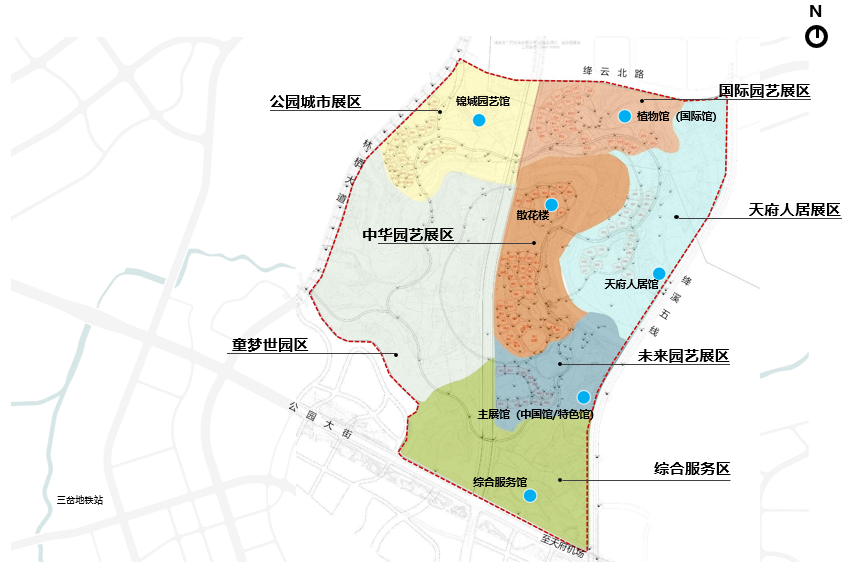 N
绛云北路
国际园艺展区
公园城市展区
锦城园艺馆
植物馆（国际馆）
林栖大道
天府人居展区
散花楼
中华园艺展区
天府人居馆
绛溪五线
童梦世园区
未来园艺展区
主展馆（中国馆/特色馆）
公园大街
综合服务区
综合服务馆
三岔地铁站
至天府机场